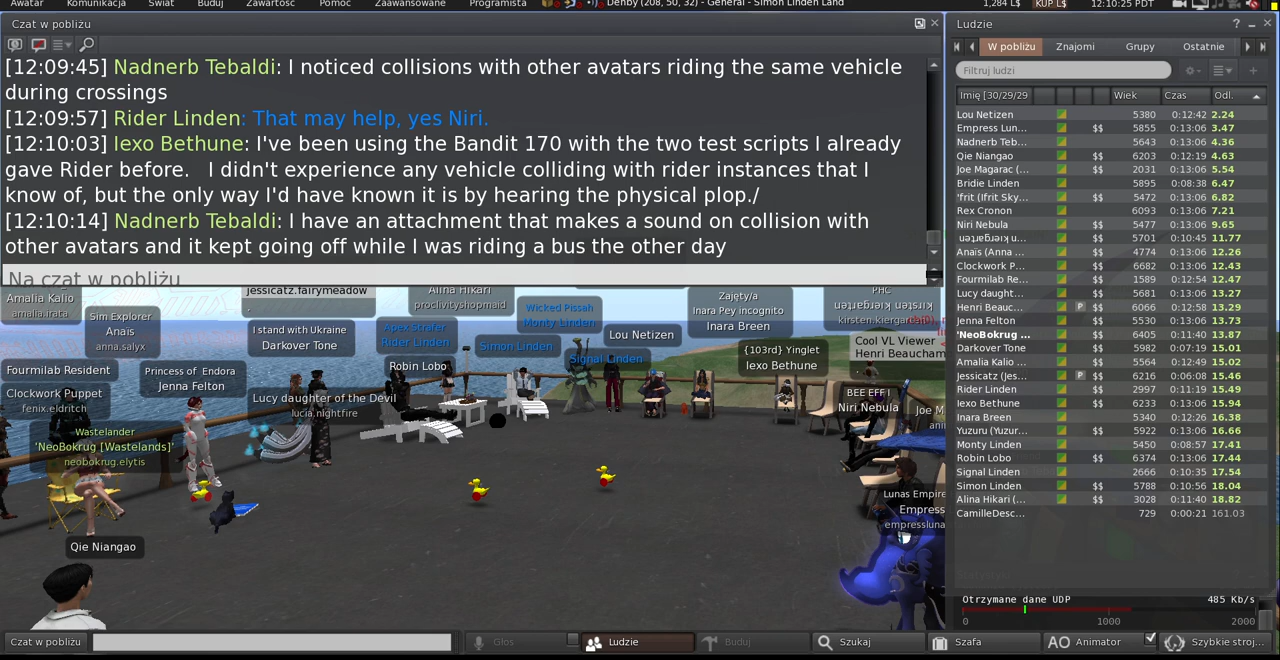 Awatar Komunikacja Świat Buduj Zawartość Pomoc Zaawansowane Programista Denby (208, 50, 32) - General - Simon Linden Land 1,284 L$ KUP L$ 12:10:25 PDT
Czat w pobliżu
[12:09:45] Nadnerb Tebaldi: I noticed collisions with other avatars riding the same vehicle
during crossings
[12:09:57] Rider Linden: That may help, yes Niri.
[12:10:03] Iexo Bethune: I've been using the Bandit 170 with the two test scripts I already
gave Rider before. I didn't experience any vehicle colliding with rider instances that I
know of, but the only way I'd have known it is by hearing the physical plop./
[12:10:14] Nadnerb Tebaldi: I have an attachment that makes a sound on collision with
other avatars and it kept going off while I was riding a bus the other day
Na czat w pobliżu
Amalia Kalio
amalia.irata
Sim Explorer
Anaïs
anna.salyx
jessicatz.fairymeadow
I stand with Ukraine
Darkokrug Tone
Alina Hikari
proclivityshopmaid
Apex Strafer
Rider Linden
Wicked Pissah
Monty Linden
Simon Linden
Signal Linden
Lou Netizen
Zajęty/a
Inara Pey incognito
Inara Breen
PHC
kirsten.kiergar
Cool VL Viewer
Henri Beaucham
{103rd} Yinglet
Iexo Bethune
Fourmilab Resident
Princess of Endora
Jenna Felton
Robin Lobo
Clockwork Puppet
fenix.eldritch
Lucy daughter of the Devil
lucia.nightfire
BEE EEF !
Niri Nebula
Joe M
Wastelander
'NeoBokrug [Wastelands]'
neobokrug.elytis
Lunas Empire
Empress
empressluna
Qie Niangao
Ludzie
W pobliżu Znajomi Grupy Ostatnie
Filtruj ludzi
Imię [30/29/29 Wiek Czas Odl.
Lou Netizen 5380 0:12:42 2.24
Empress Lun... $$ 5855 0:13:06 3.47
Nadnerb Teb... 5643 0:13:06 4.36
Qie Niangao $$ 6203 0:12:19 4.63
Joe Magarac (... $$ 2031 0:13:06 5.54
Bridie Linden 5895 0:08:38 6.47
'frit (Ifrit Sky... $$ 5472 0:13:06 6.82
Rex Cronon 6093 0:13:06 7.21
Niri Nebula $$ 5477 0:13:06 9.65
$$ 5701 0:10:45 11.77
Anaïs (Anna ... $$ 4774 0:13:06 12.26
Clockwork P... $$ 6682 0:13:06 12.43
Fourmilab Re... $$ 1589 0:12:54 12.47
Lucy daught... $$ 5681 0:13:06 13.27
Henri Beauc... P $$ 6066 0:12:58 13.29
Jenna Felton $$ 5530 0:13:06 13.73
'NeoBokrug ... $$ 6405 0:11:40 13.87
Darkover Tone $$ 5982 0:07:19 15.01
Amalia Kalio ... $$ 5564 0:12:49 15.02
Jessicatz (Jes... P $$ 6216 0:06:08 15.46
Rider Linden $$ 2997 0:11:19 15.49
Iexo Bethune $$ 6233 0:13:06 15.94
Inara Breen 5340 0:12:26 16.38
Yuzuru (Yuzur... $$ 5922 0:13:06 16.66
Monty Linden 5450 0:08:57 17.41
Robin Lobo $$ 6374 0:13:06 17.44
Signal Linden 2666 0:10:35 17.54
Simon Linden $$ 5788 0:10:56 18.04
Alina Hikari (... $$ 3028 0:11:40 18.82
CamilleDesc... 729 0:00:21 161.03
Otrzymane dane UDP 485 Kb/s
0 1000 2000
Czat w pobliżu Głos Ludzie Buduj Szukaj Szafa AO Animator Szybkie stroj...